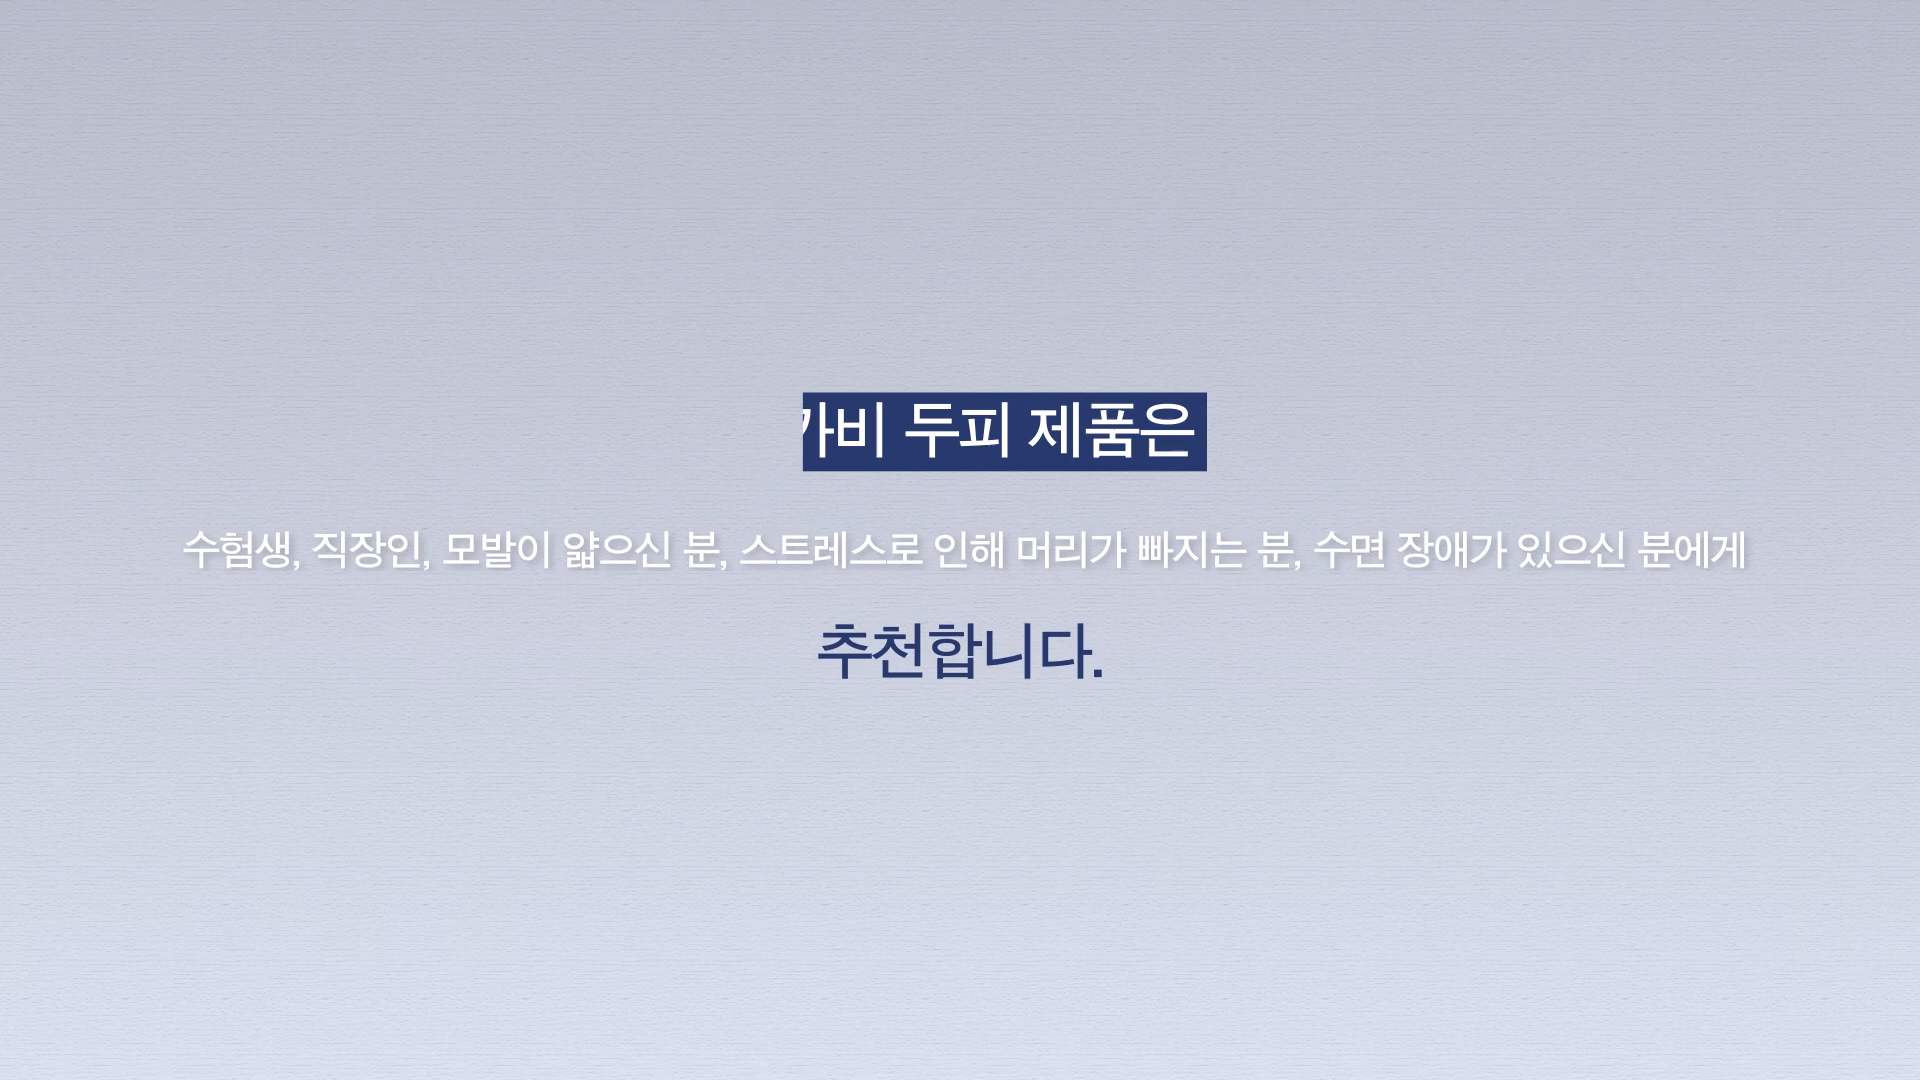 두피 제품은
수험생, 직장인, 모발이 얇으신 분, 스트레스로 인해 머리가 빠지는 분, 수면 장애가 있으신 분에게
추천합니다.